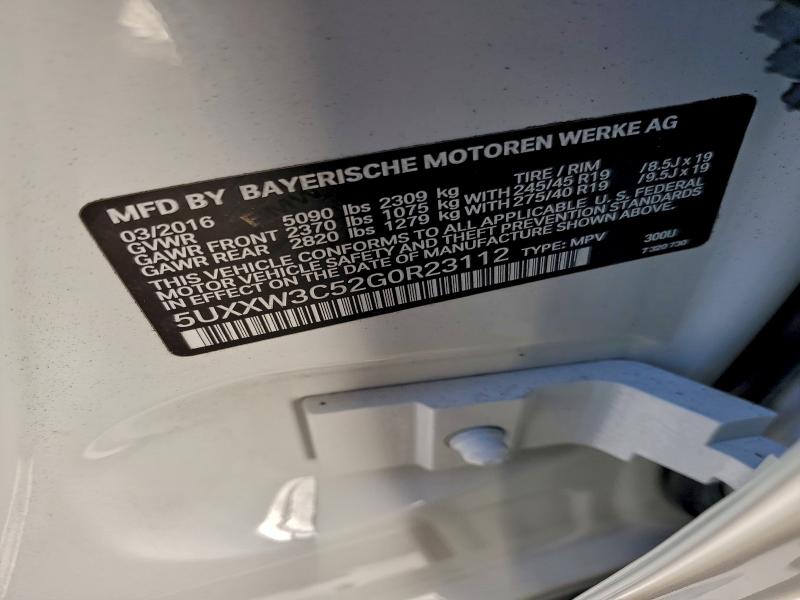 MFD BY BAYERISCHE MOTOREN WERKE AG
03/2016 TIRE / RIM
GVWR 5090 lbs 2309 kg
GAWR FRONT 2370 lbs 1075 kg WITH 245/45 R19 /8.5J x 19
GAWR REAR 2820 lbs 1279 kg WITH 275/40 R19 /9.5J x 19
THIS VEHICLE CONFORMS TO ALL APPLICABLE U. S. FEDERAL
MOTOR VEHICLE SAFETY AND THEFT PREVENTION STANDARDS
IN EFFECT ON THE DATE OF MANUFACTURE SHOWN ABOVE.
5UXXW3C52G0R23112 TYPE: MPV 300U
7 320 730